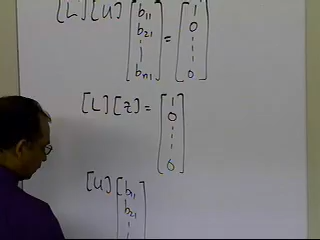 [L] [U] [b11 b21 ¦ bn1] = [1 0 ¦ 0]
[L] [z] = [1 0 ¦ 0]
[U] [b11 b21